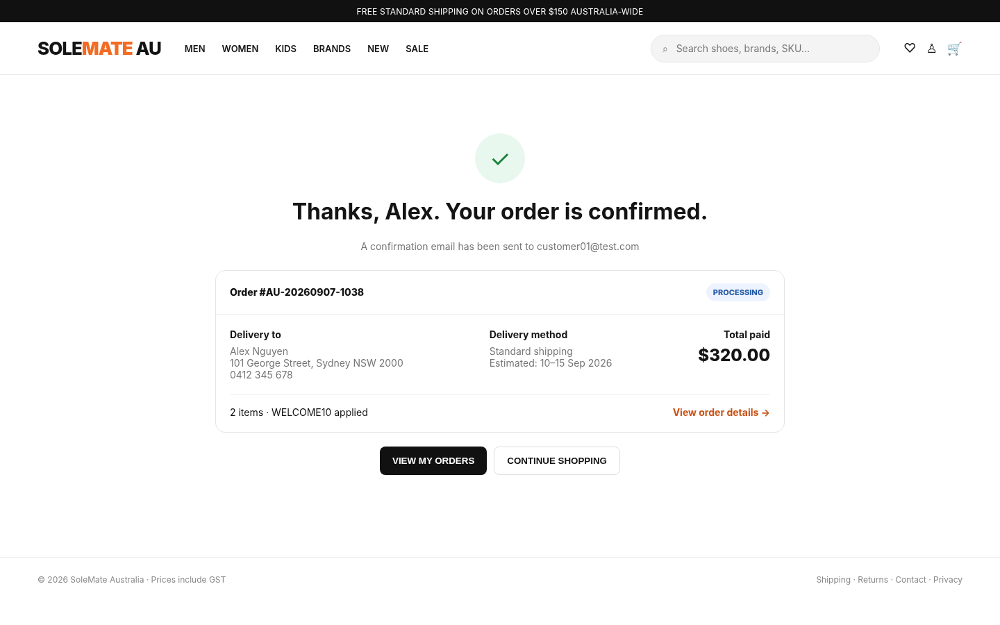 FREE STANDARD SHIPPING ON ORDERS OVER $150 AUSTRALIA-WIDE
SOLEMATE AU MEN WOMEN KIDS BRANDS NEW SALE Search shoes, brands, SKU...
Thanks, Alex. Your order is confirmed.
A confirmation email has been sent to customer01@test.com
Order #AU-20260907-1038 PROCESSING
Delivery to Delivery method Total paid
Alex Nguyen Standard shipping $320.00
101 George Street, Sydney NSW 2000 Estimated: 10–15 Sep 2026
0412 345 678
2 items · WELCOME10 applied View order details →
VIEW MY ORDERS CONTINUE SHOPPING
© 2026 SoleMate Australia · Prices include GST Shipping · Returns · Contact · Privacy